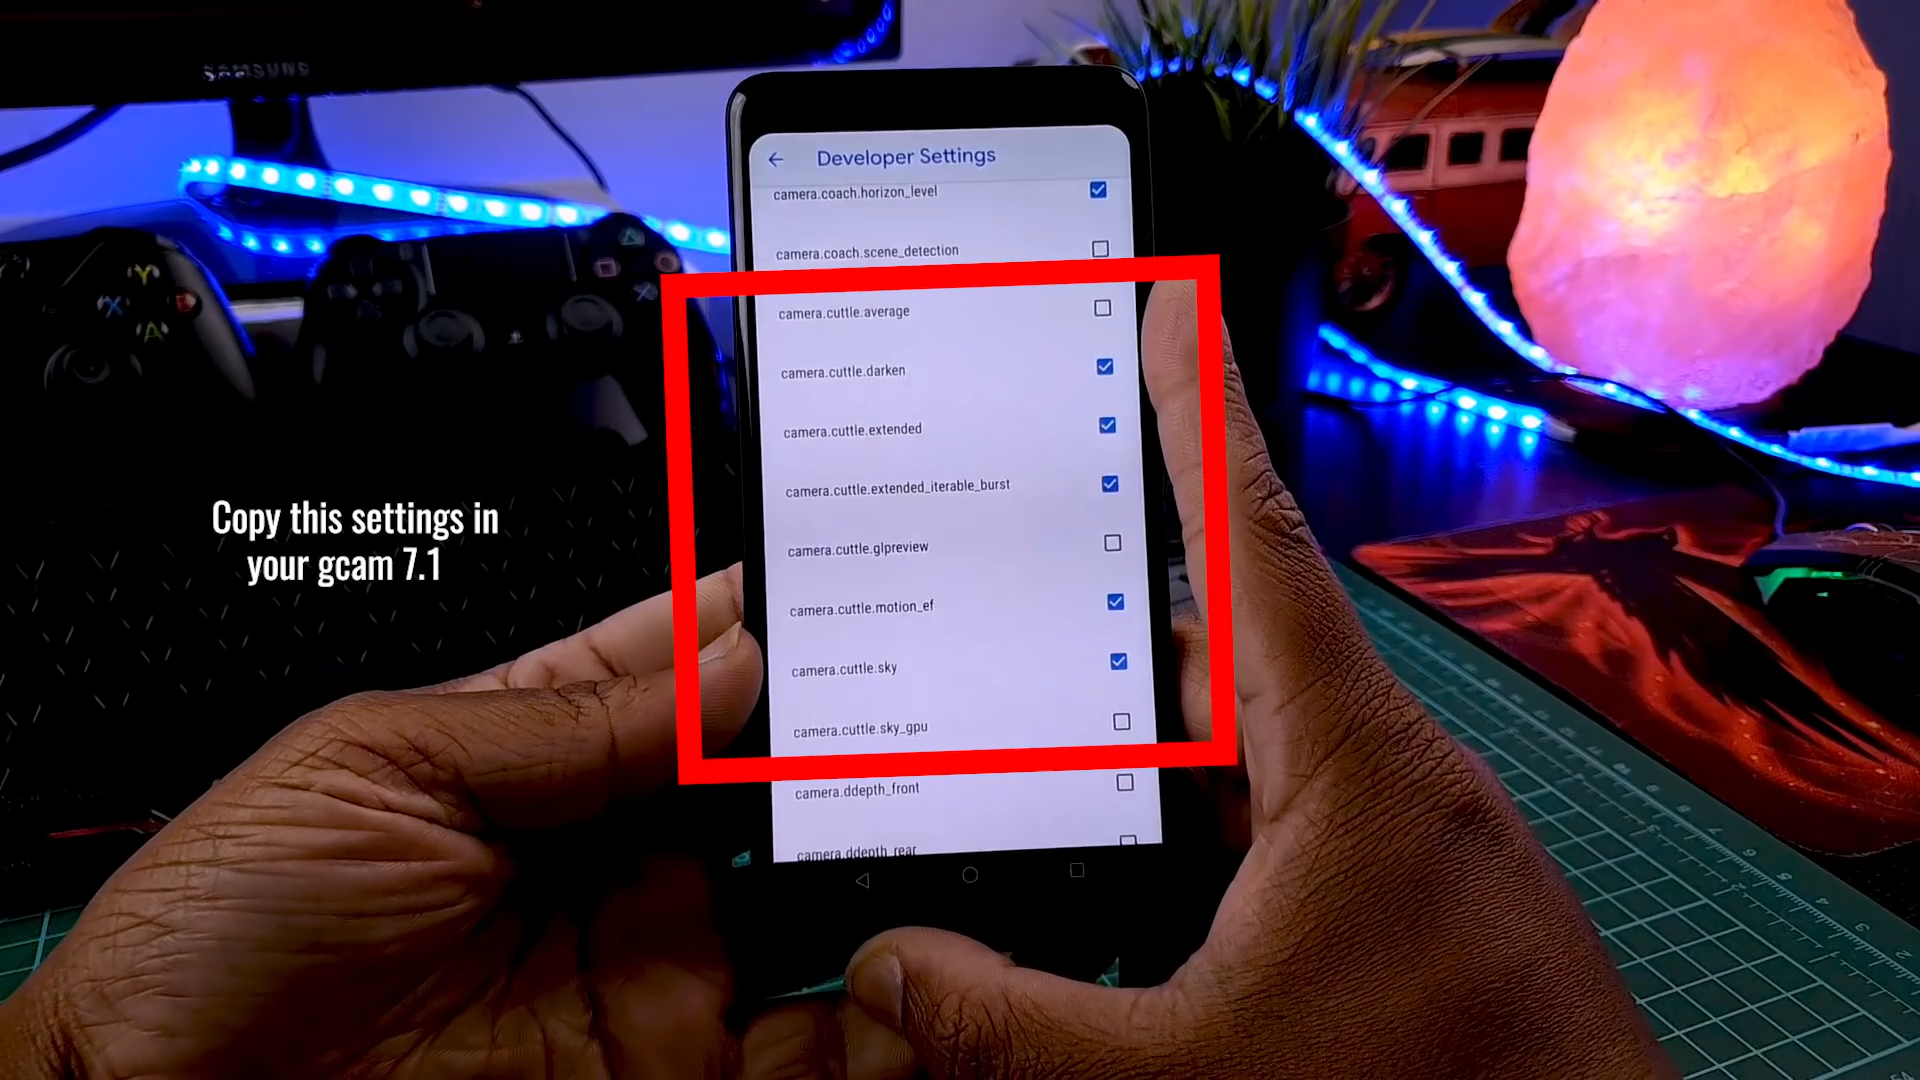 SAMSUNG
Developer Settings
camera.coach.horizon_level
camera.coach.scene_detection
camera.cuttle.average
camera.cuttle.darken
camera.cuttle.extended
camera.cuttle.extended_iterable_burst
camera.cuttle.glpreview
camera.cuttle.motion_ef
camera.cuttle.sky
camera.cuttle.sky_gpu
camera.ddepth_front
camera.ddepth_rear
Copy this settings in
your gcam 7.1
Y
X
A